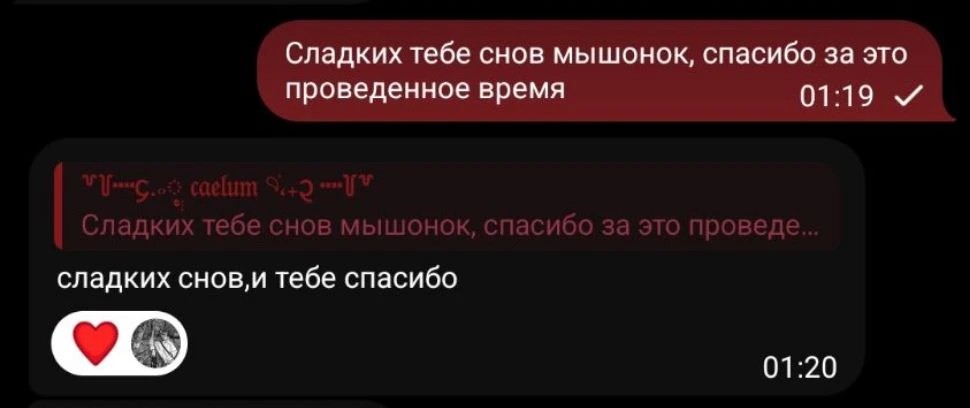 Сладких тебе снов мышонок, спасибо за это
проведенное время
01:19
caelum
Сладких тебе снов мышонок, спасибо за это проведе...
сладких снов,и тебе спасибо
01:20